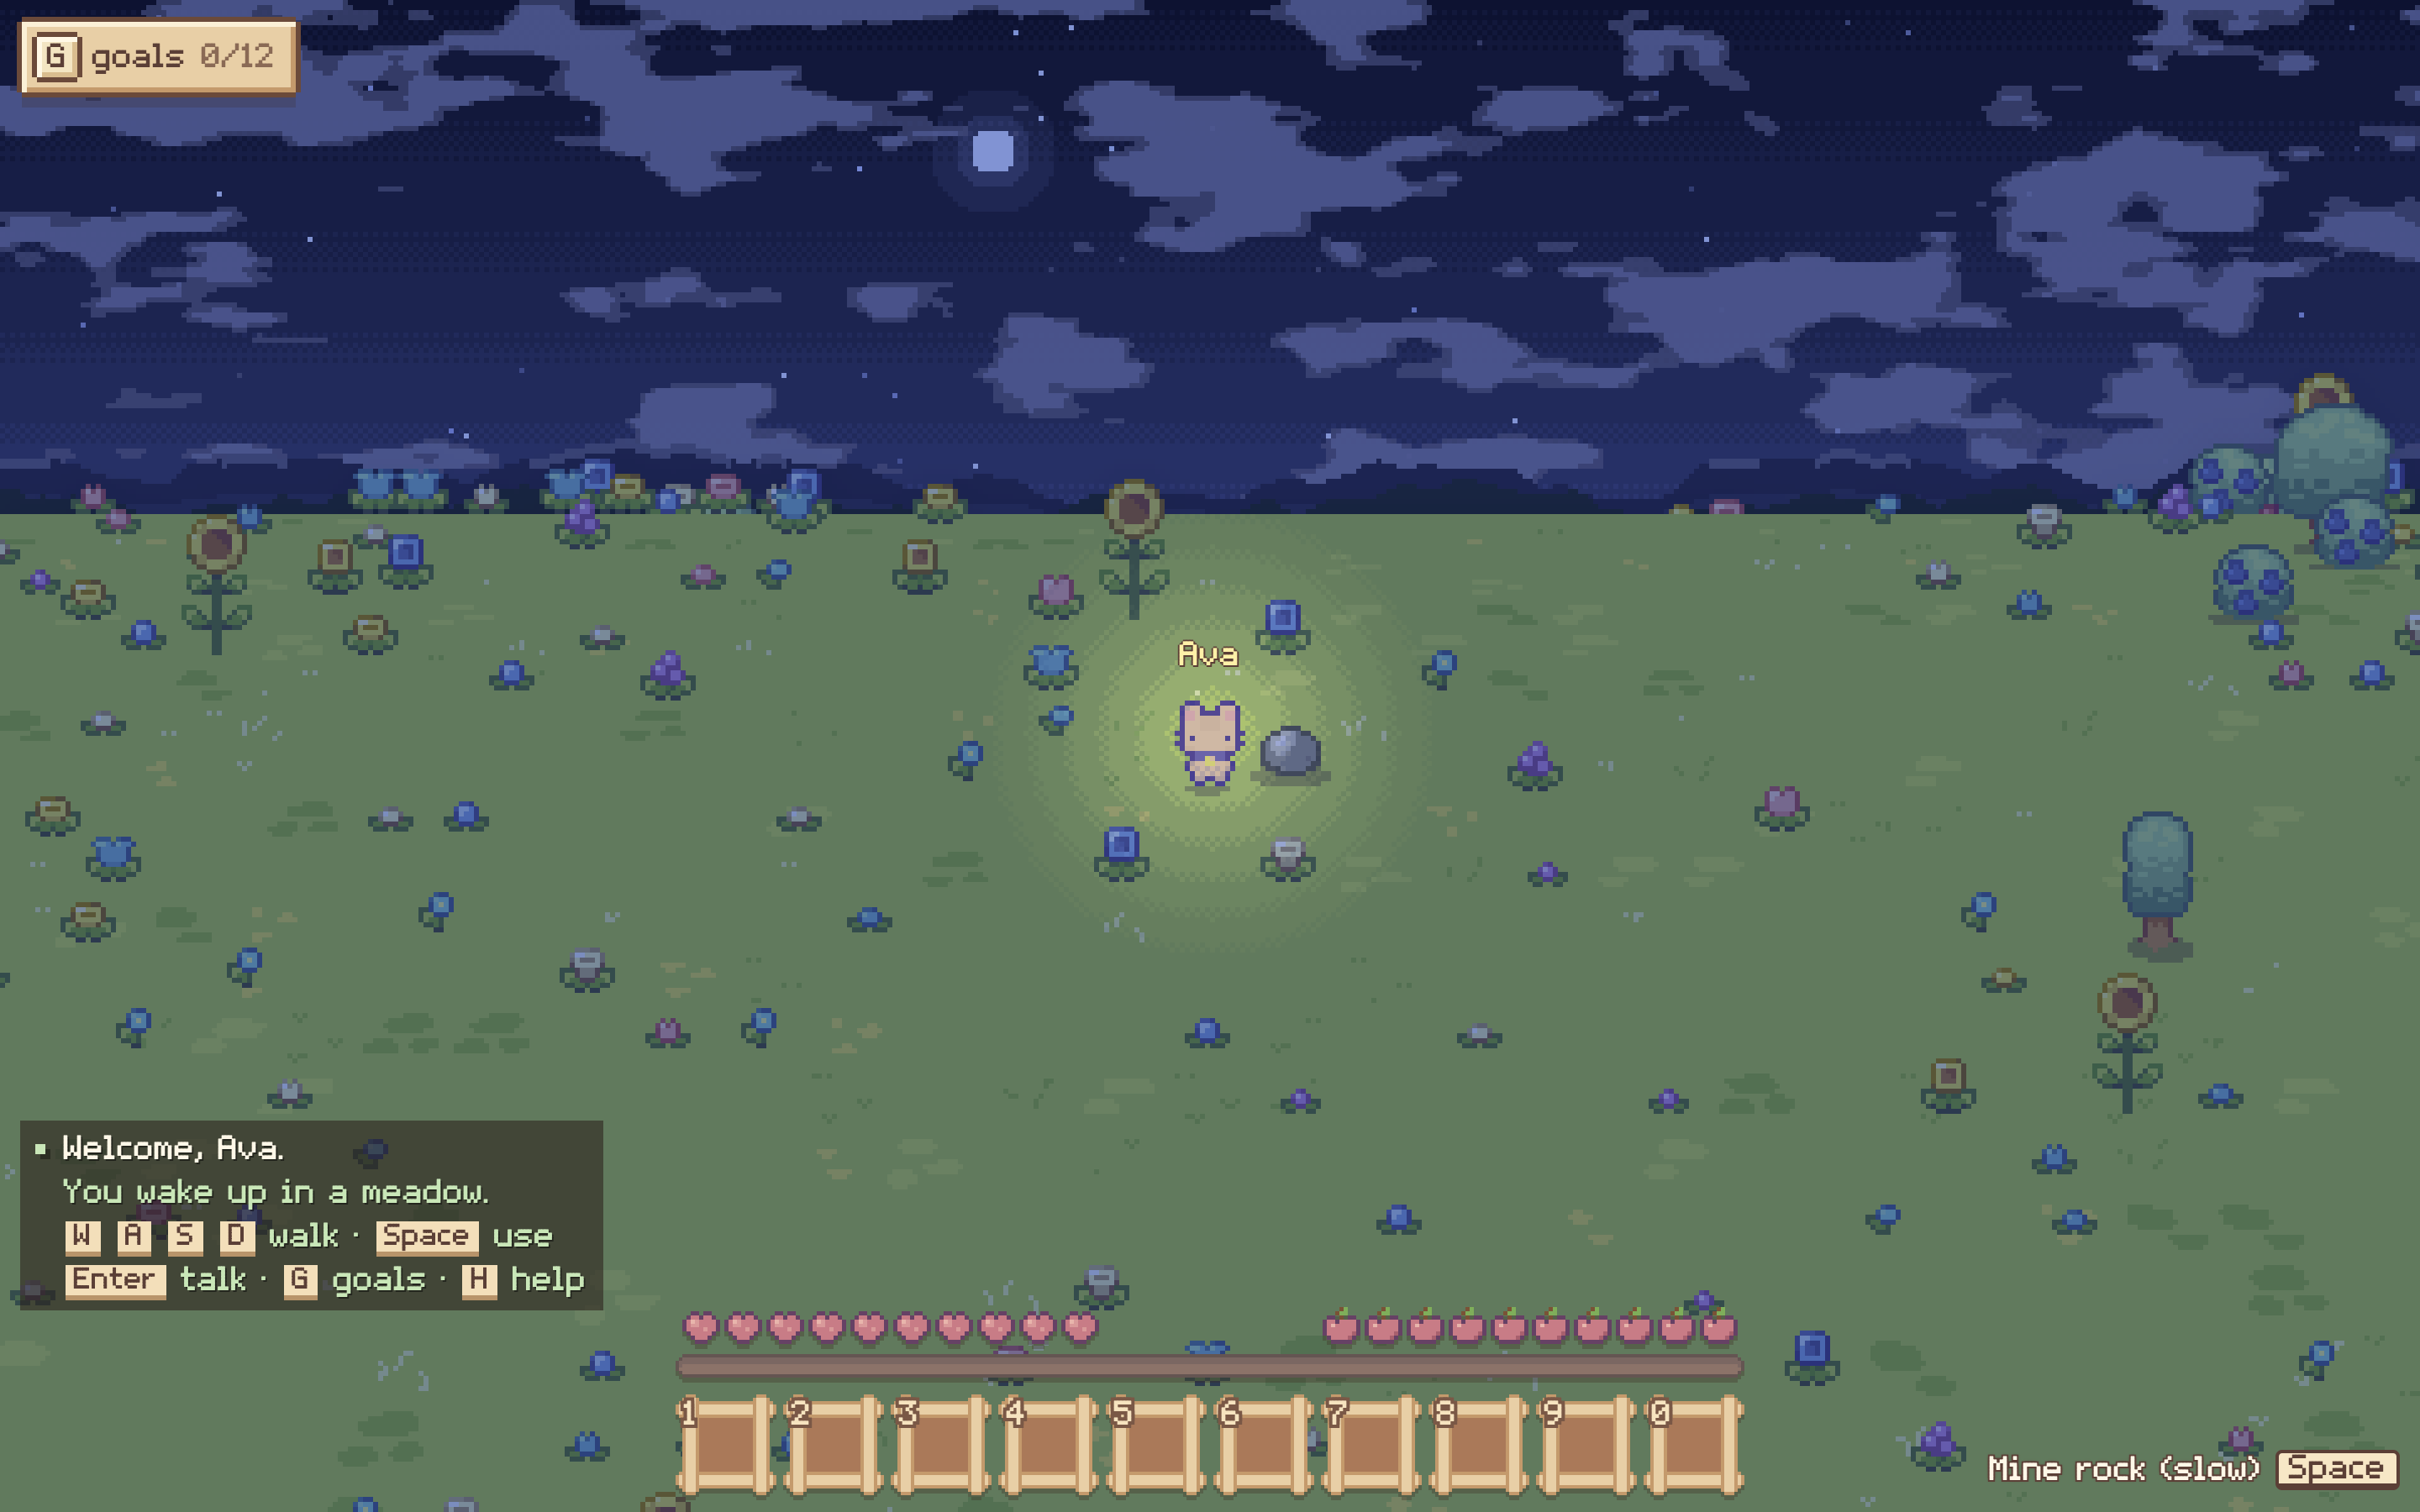 G goals 0/12
Ava
Welcome, Ava.
You wake up in a meadow.
W A S D walk · Space use
Enter talk · G goals · H help
1 2 3 4 5 6 7 8 9 0
Mine rock (slow) Space